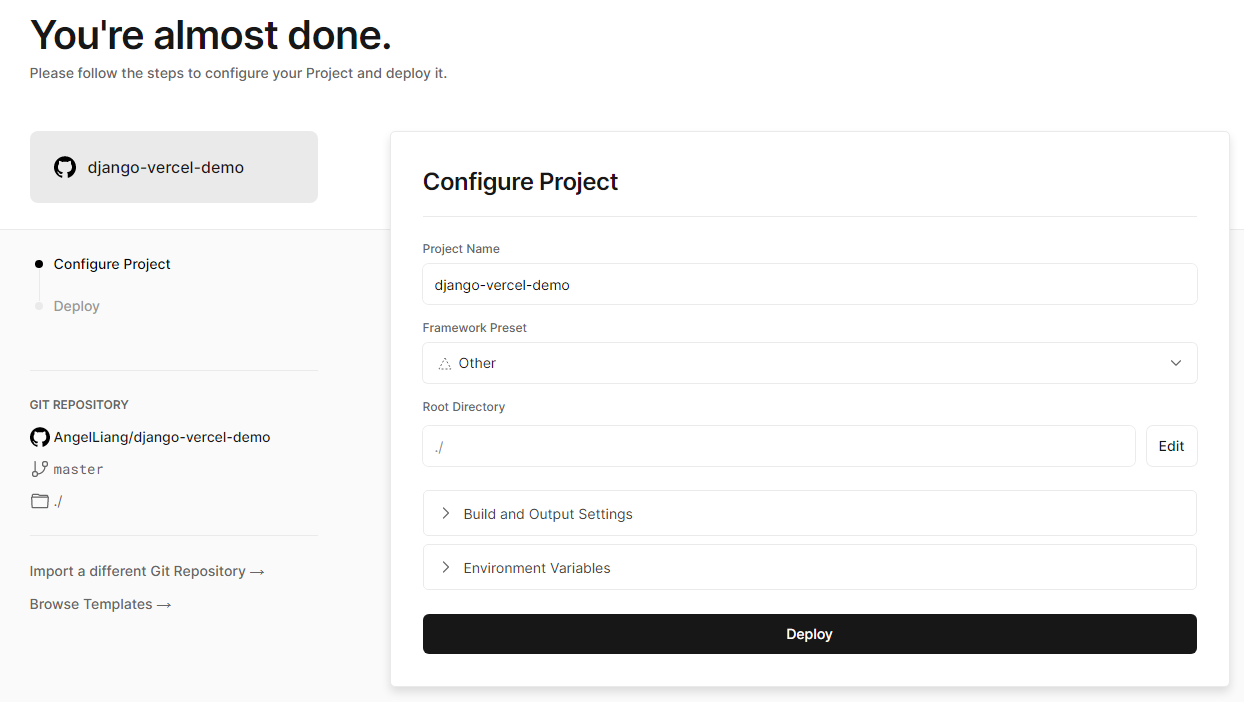 You're almost done.
Please follow the steps to configure your Project and deploy it.
django-vercel-demo
Configure Project
Deploy
GIT REPOSITORY
AngelLiang/django-vercel-demo
master
./
Import a different Git Repository →
Browse Templates →
Configure Project
Project Name
django-vercel-demo
Framework Preset
Other
Root Directory
./
Edit
Build and Output Settings
Environment Variables
Deploy